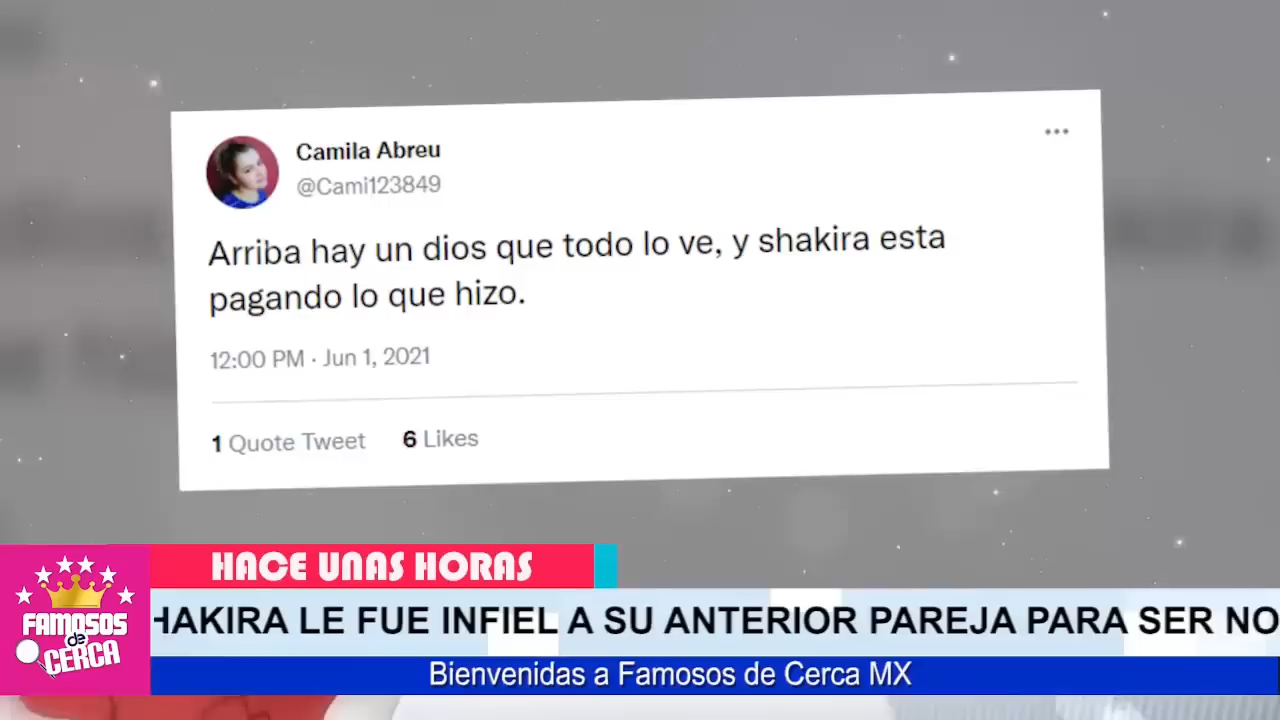 Camila Abreu
@Cami123849
Arriba hay un dios que todo lo ve, y shakira esta
pagando lo que hizo.
12:00 PM · Jun 1, 2021
1 Quote Tweet 6 Likes
HACE UNAS HORAS
HAKIRA LE FUE INFIEL A SU ANTERIOR PAREJA PARA SER NO
FAMOSOS
de
CERCA
Bienvenidas a Famosos de Cerca MX